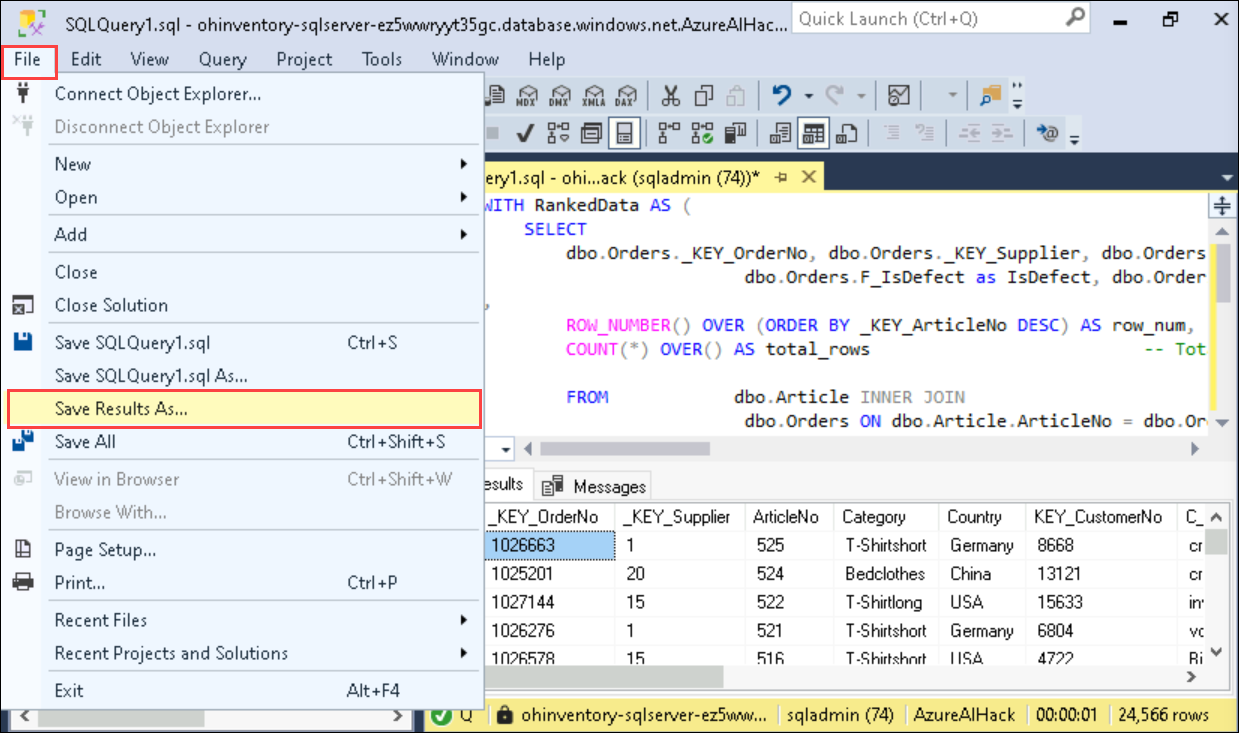 SQLQuery1.sql - ohinventory-sqlserver-ez5wwryyt35gc.database.windows.net.AzureAIHac...
Quick Launch (Ctrl+Q)
File Edit View Query Project Tools Window Help
Connect Object Explorer...
Disconnect Object Explorer
New
Open
Add
Close
Close Solution
Save SQLQuery1.sql Ctrl+S
Save SQLQuery1.sql As...
Save Results As...
Save All Ctrl+Shift+S
View in Browser Ctrl+Shift+W
Browse With...
Page Setup...
Print... Ctrl+P
Recent Files
Recent Projects and Solutions
Exit Alt+F4
MDX DMX XMLA DAX
ery1.sql - ohi...ack (sqladmin (74))*
WITH RankedData AS (
SELECT
dbo.Orders._KEY_OrderNo, dbo.Orders._KEY_Supplier, dbo.Orders
dbo.Orders.F_IsDefect as IsDefect, dbo.Order
,
ROW_NUMBER() OVER (ORDER BY _KEY_ArticleNo DESC) AS row_num,
COUNT(*) OVER() AS total_rows -- Tot
FROM dbo.Article INNER JOIN
dbo.Orders ON dbo.Article.ArticleNo = dbo.Or
esults Messages
_KEY_OrderNo _KEY_Supplier ArticleNo Category Country KEY_CustomerNo C_
1026663 1 525 T-Shirtshort Germany 8668 cr
1025201 20 524 Bedclothes China 13121 cr
1027144 15 522 T-Shirtlong USA 15633 in
1026276 1 521 T-Shirtshort Germany 6804 vc
1026578 15 516 T-Shirtshort USA 4722 Bi
Q ohinventory-sqlserver-ez5ww... sqladmin (74) AzureAIHack 00:00:01 24,566 rows